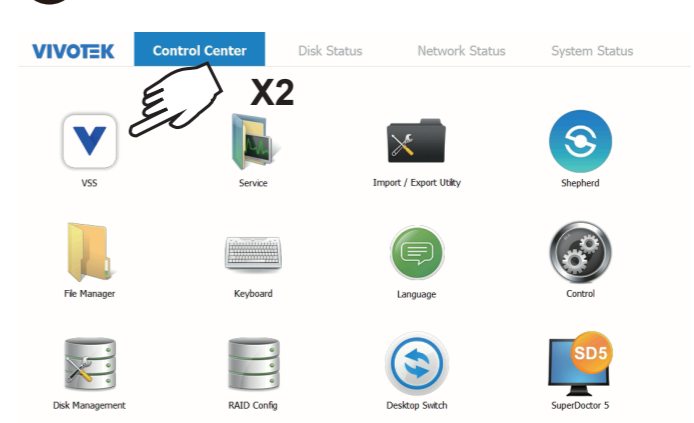 VIVOTEK Control Center Disk Status Network Status System Status
X2
VSS Service Import / Export Utility Shepherd
File Manager Keyboard Language Control
SD5
Disk Management RAID Config Desktop Switch SuperDoctor 5